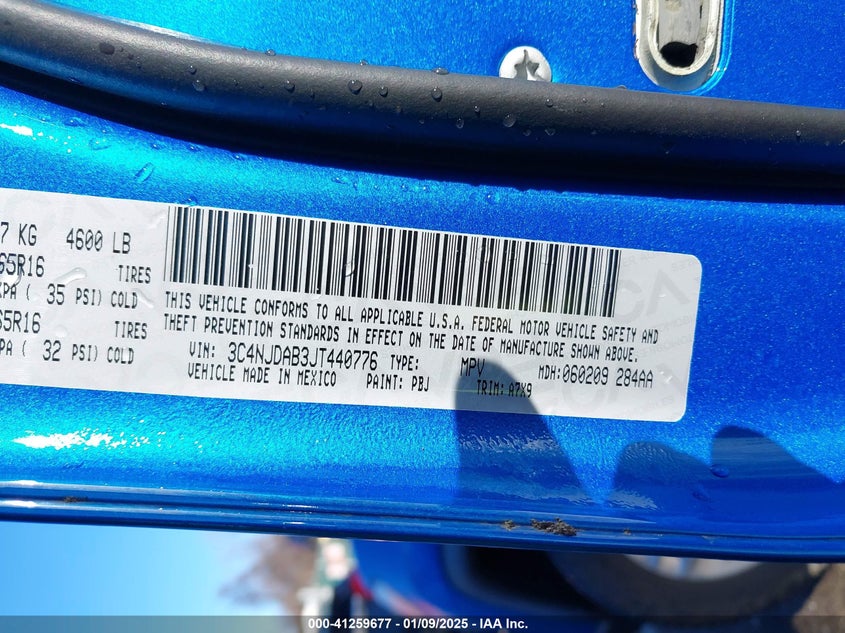 7 KG 4600 LB
65R16 TIRES
KPA ( 35 PSI) COLD
65R16 TIRES
PA ( 32 PSI) COLD
THIS VEHICLE CONFORMS TO ALL APPLICABLE U.S.A. FEDERAL MOTOR VEHICLE SAFETY AND
THEFT PREVENTION STANDARDS IN EFFECT ON THE DATE OF MANUFACTURE SHOWN ABOVE.
VIN: 3C4NJDAB3JT440776 TYPE: MPV MDH:060209 284AA
VEHICLE MADE IN MEXICO PAINT: PBJ TRIM: A7X9
000-41259677 - 01/09/2025 - IAA Inc.